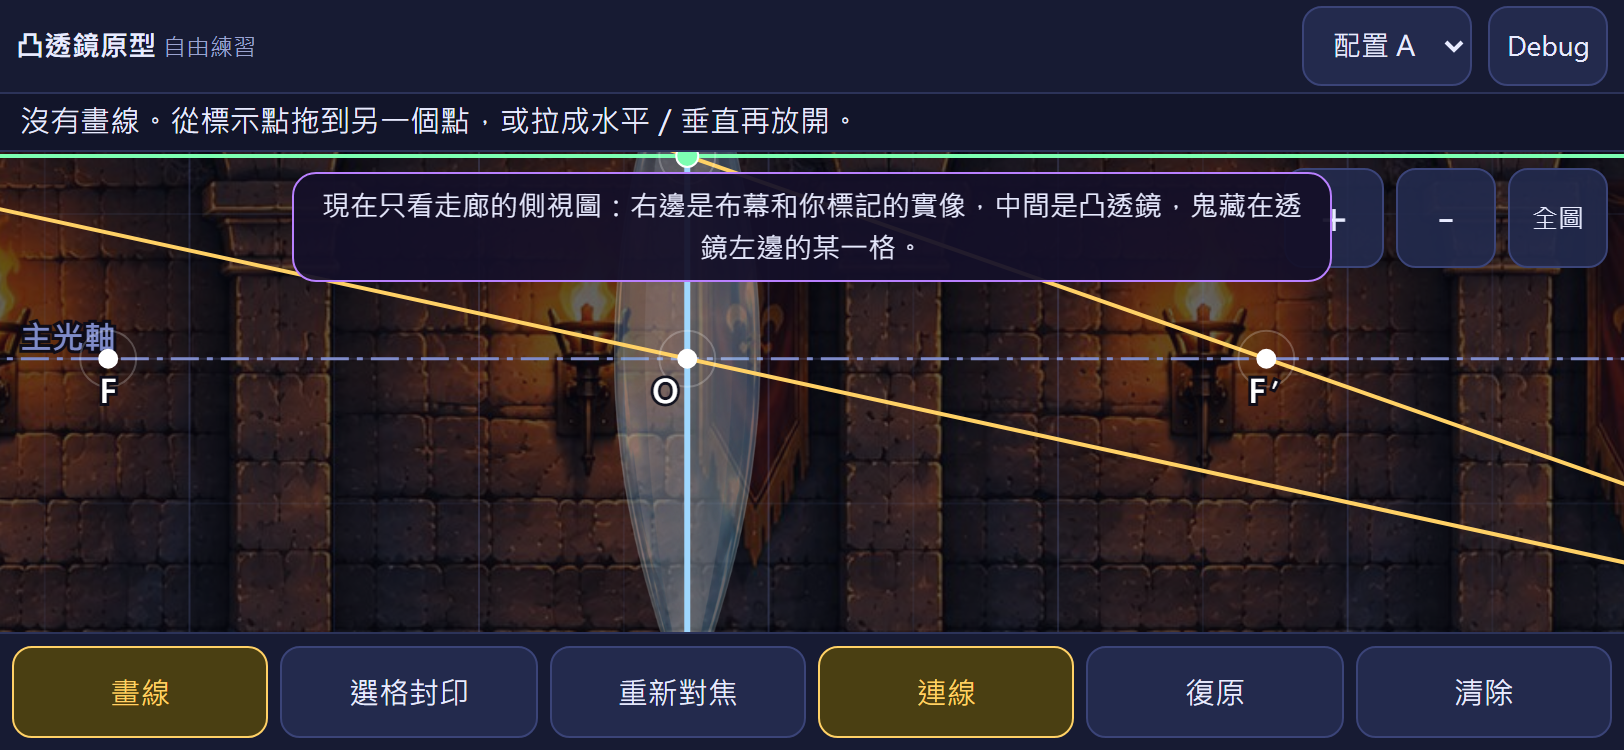 凸透鏡原型 自由練習
配置 A
Debug
沒有畫線。從標示點拖到另一個點，或拉成水平 / 垂直再放開。
現在只看走廊的側視圖：右邊是布幕和你標記的實像，中間是凸透鏡，鬼藏在透
鏡左邊的某一格。
+
−
全圖
主光軸
F
O
F′
畫線
選格封印
重新對焦
連線
復原
清除